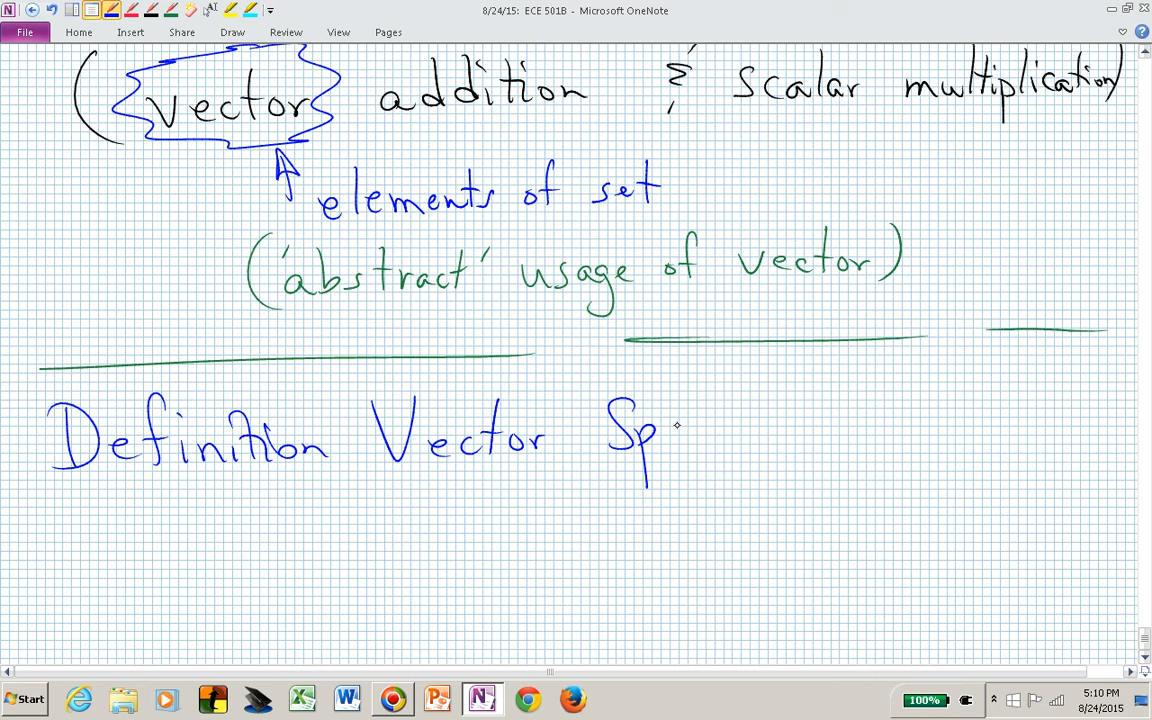 8/24/15: ECE 501B - Microsoft OneNote
File Home Insert Share Draw Review View Pages
( vector addition & scalar multiplication )
elements of set
('abstract' usage of vector)
Definition Vector Sp
Start
100%
5:10 PM
8/24/2015